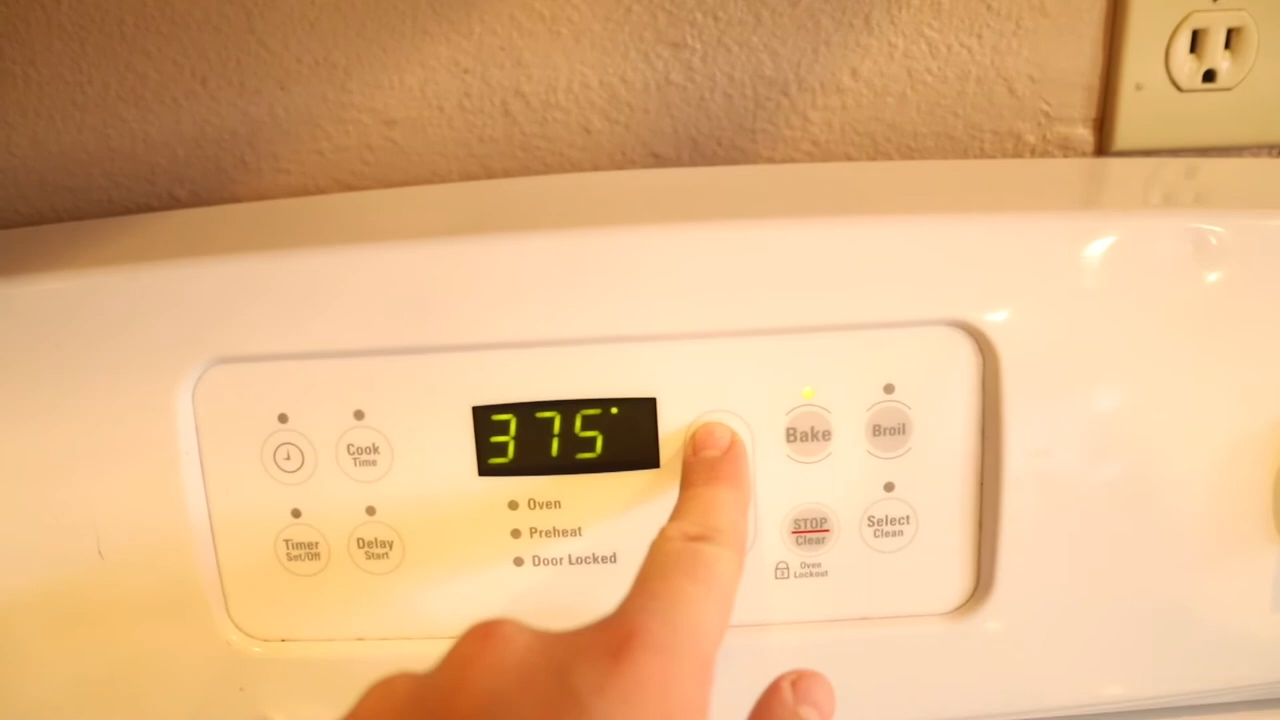 375°
Bake
Broil
Cook
Time
Oven
Preheat
Door Locked
Timer
Set/Off
Delay
Start
STOP
Clear
Select
Clean
Oven
Lockout